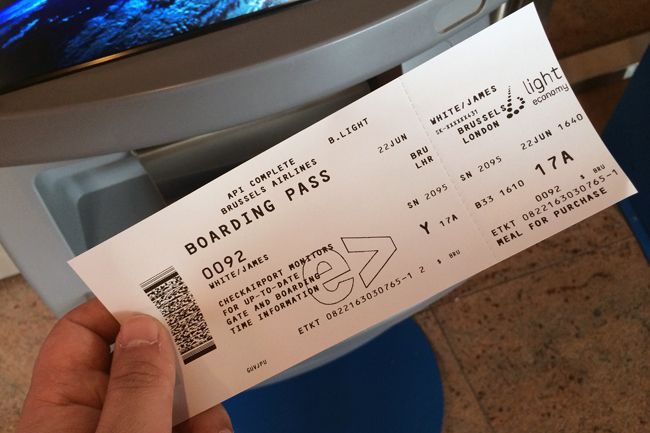 API COMPLETE
BRUSSELS AIRLINES
B.LIGHT
BOARDING PASS
0092
WHITE/JAMES
22JUN
BRU
LHR
SN 2095
Y 17A
CHECKAIRPORT MONITORS
FOR UP-TO-DATE
GATE AND BOARDING
TIME INFORMATION
e>
ETKT 0822163030765-1 2 $ BRU
WHITE/JAMES
SK-XXXXXX431
BRUSSELS
LONDON
b light
economy
SN 2095
22JUN 1640
B33 1610
17A
0092 $ BRU
ETKT 0822163030765-1
MEAL FOR PURCHASE